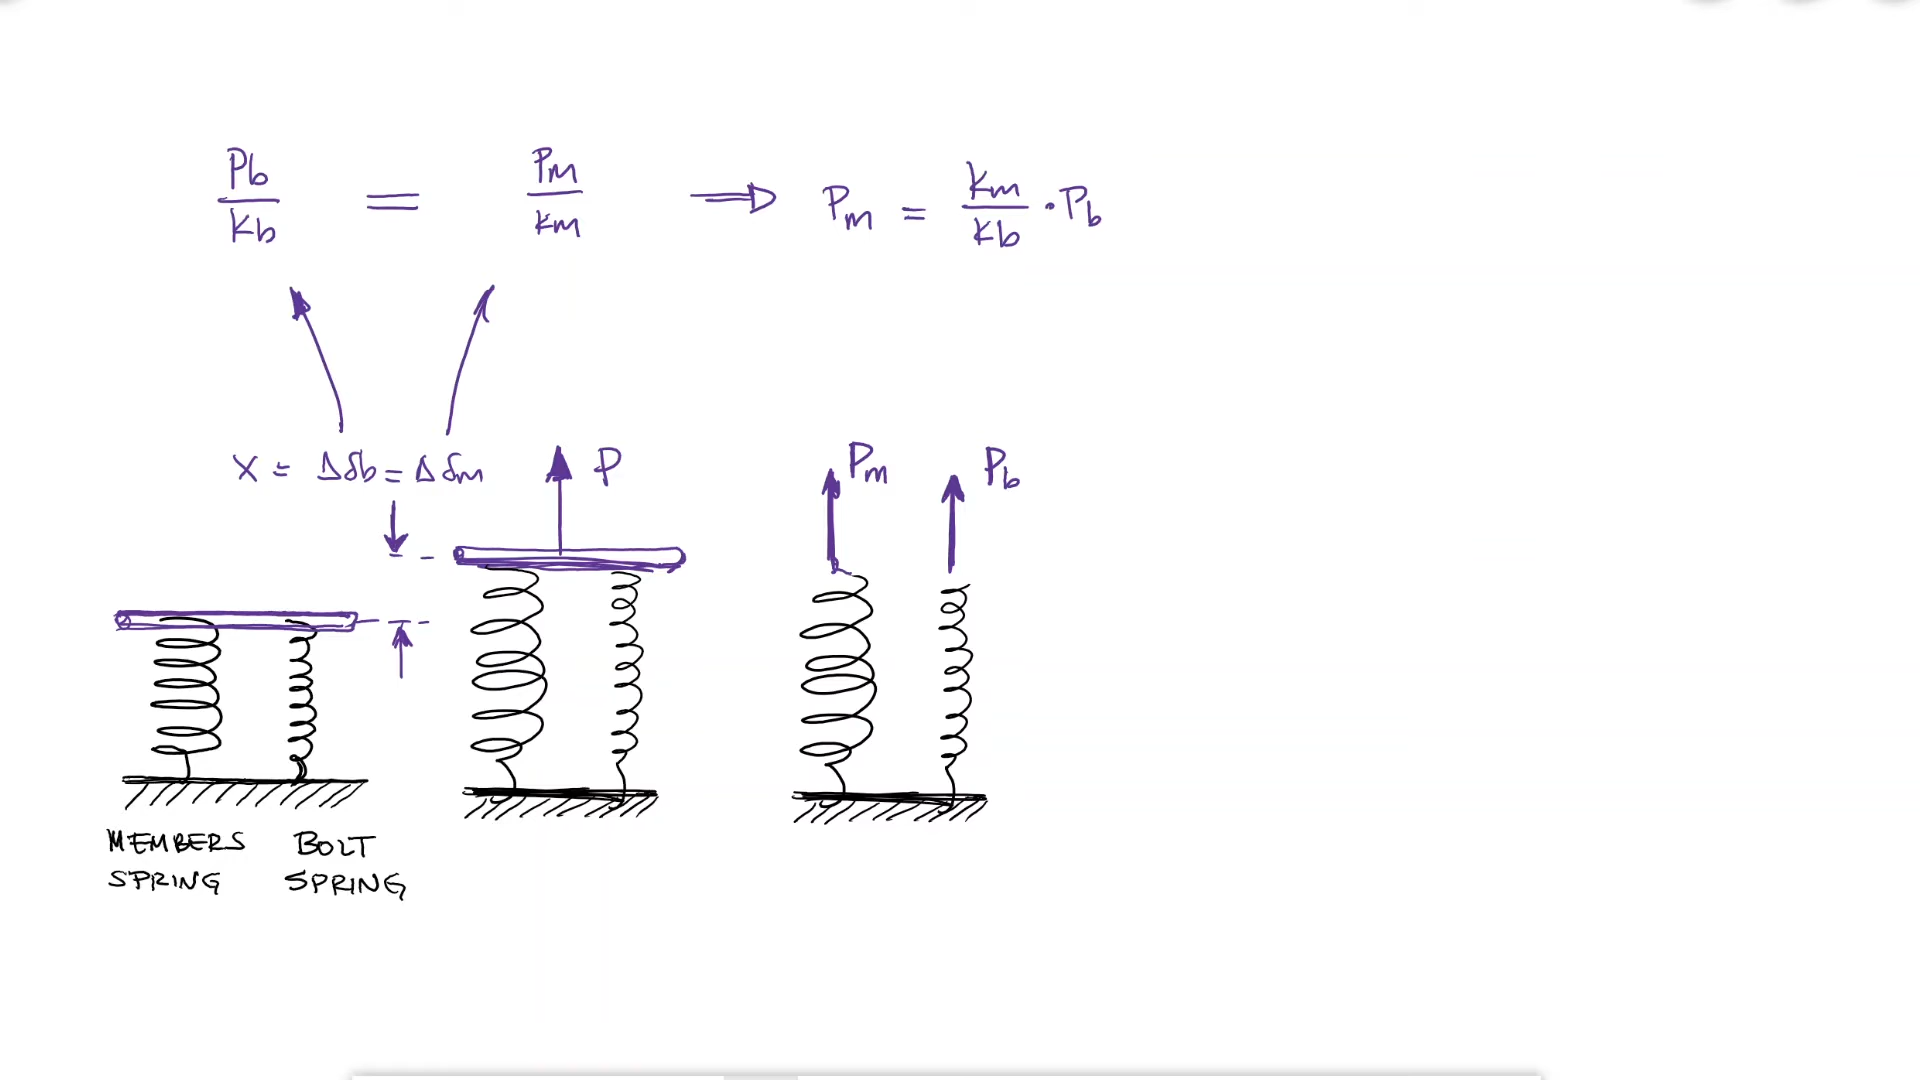 Pb/kb = Pm/km ⇒ Pm = km/kb · Pb
x = Δδb = Δδm
P
Pm
Pb
MEMBERS SPRING
BOLT SPRING